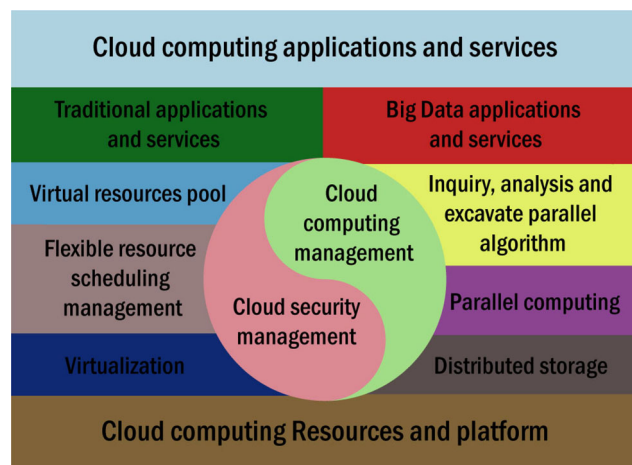 Cloud computing applications and services
Traditional applications
and services
Big Data applications
and services
Virtual resources pool
Cloud
computing
management
Inquiry, analysis and
excavate parallel
algorithm
Flexible resource
scheduling
management
Cloud security
management
Parallel computing
Virtualization
Distributed storage
Cloud computing Resources and platform